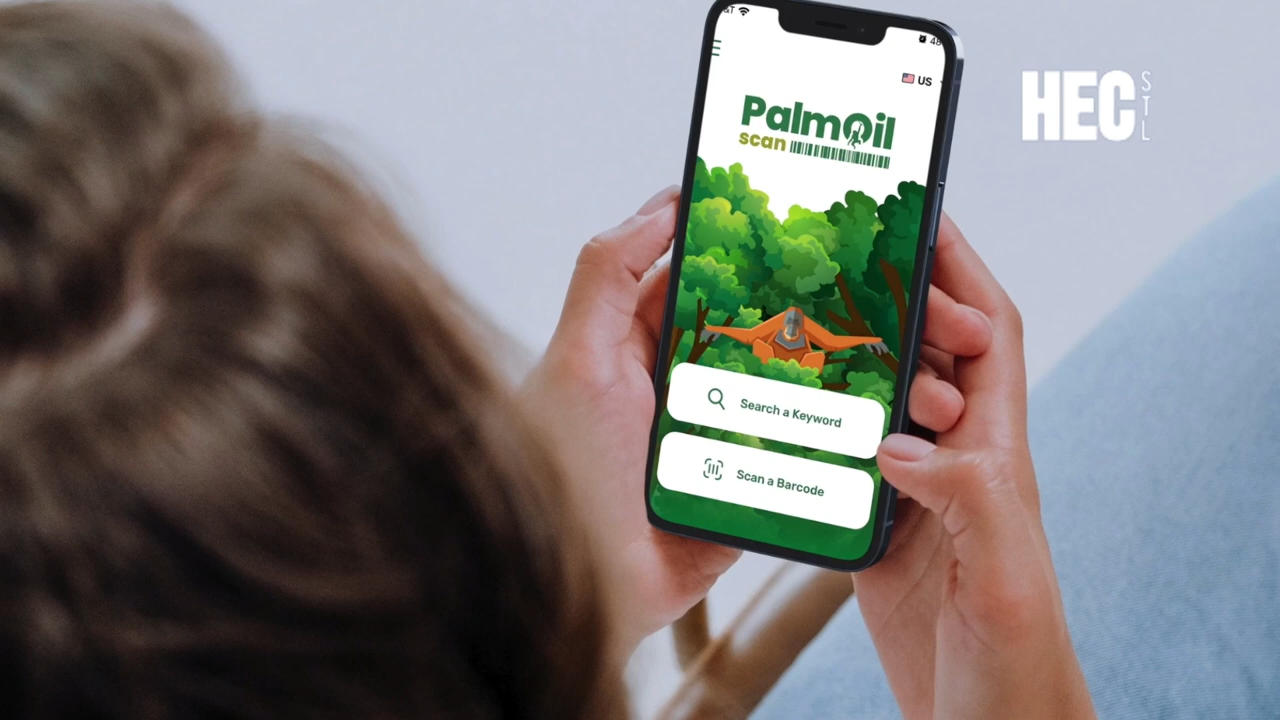 US
PalmOil
scan
Search a Keyword
Scan a Barcode
HEC
STL